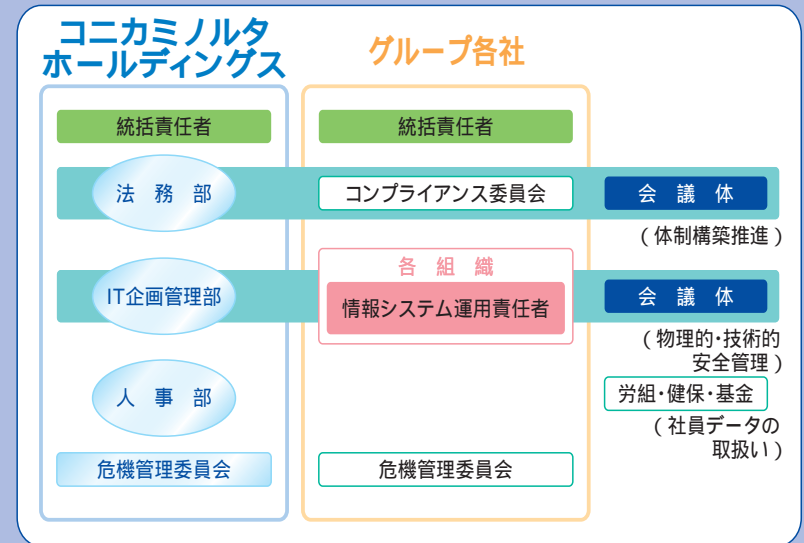 コニカミノルタ
ホールディングス
グループ各社
統括責任者
統括責任者
法 務 部
コンプライアンス委員会
会 議 体
(体制構築推進)
各 組 織
IT企画管理部
情報システム運用責任者
会 議 体
(物理的・技術的
安全管理)
人 事 部
労組・健保・基金
(社員データの
取扱い)
危機管理委員会
危機管理委員会